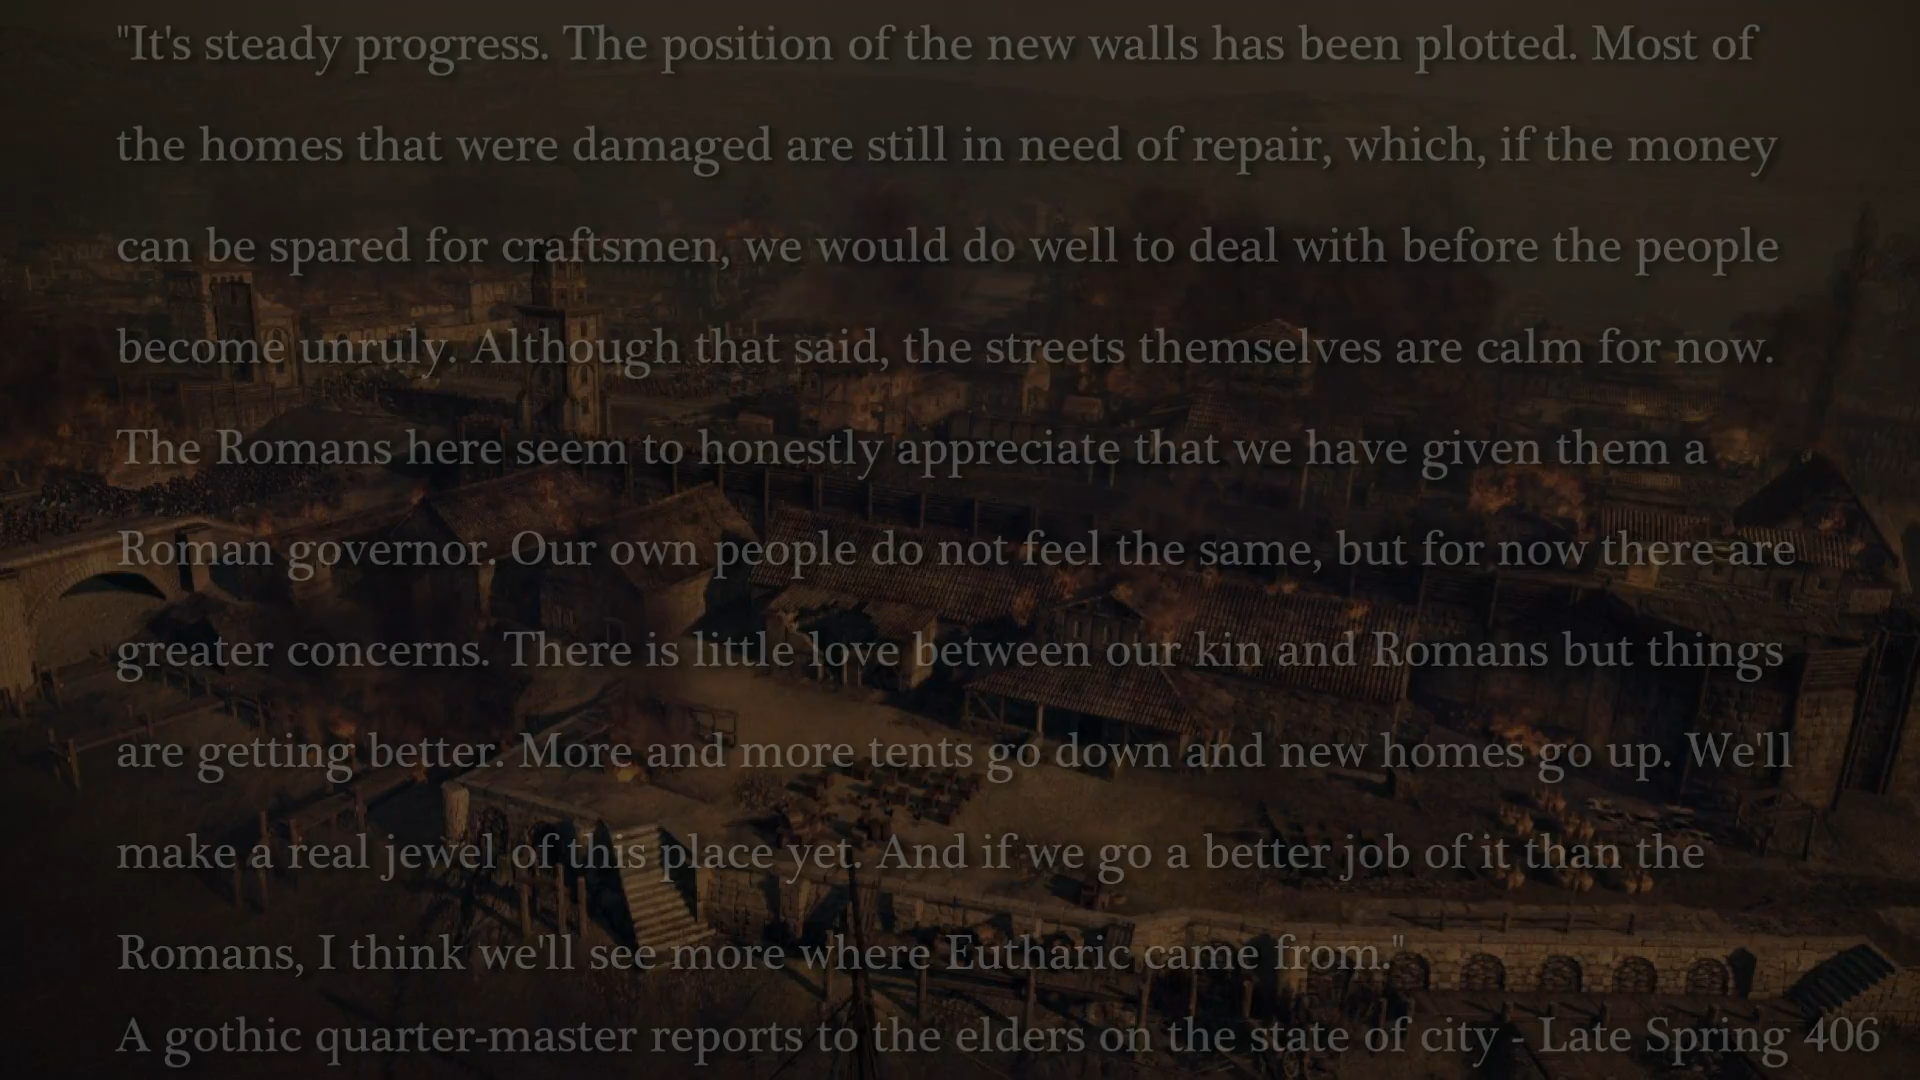 "It's steady progress. The position of the new walls has been plotted. Most of
the homes that were damaged are still in need of repair, which, if the money
can be spared for craftsmen, we would do well to deal with before the people
become unruly. Although that said, the streets themselves are calm for now.
The Romans here seem to honestly appreciate that we have given them a
Roman governor. Our own people do not feel the same, but for now there are
greater concerns. There is little love between our kin and Romans but things
are getting better. More and more tents go down and new homes go up. We'll
make a real jewel of this place yet. And if we go a better job of it than the
Romans, I think we'll see more where Eutharic came from."
A gothic quarter-master reports to the elders on the state of city - Late Spring 406